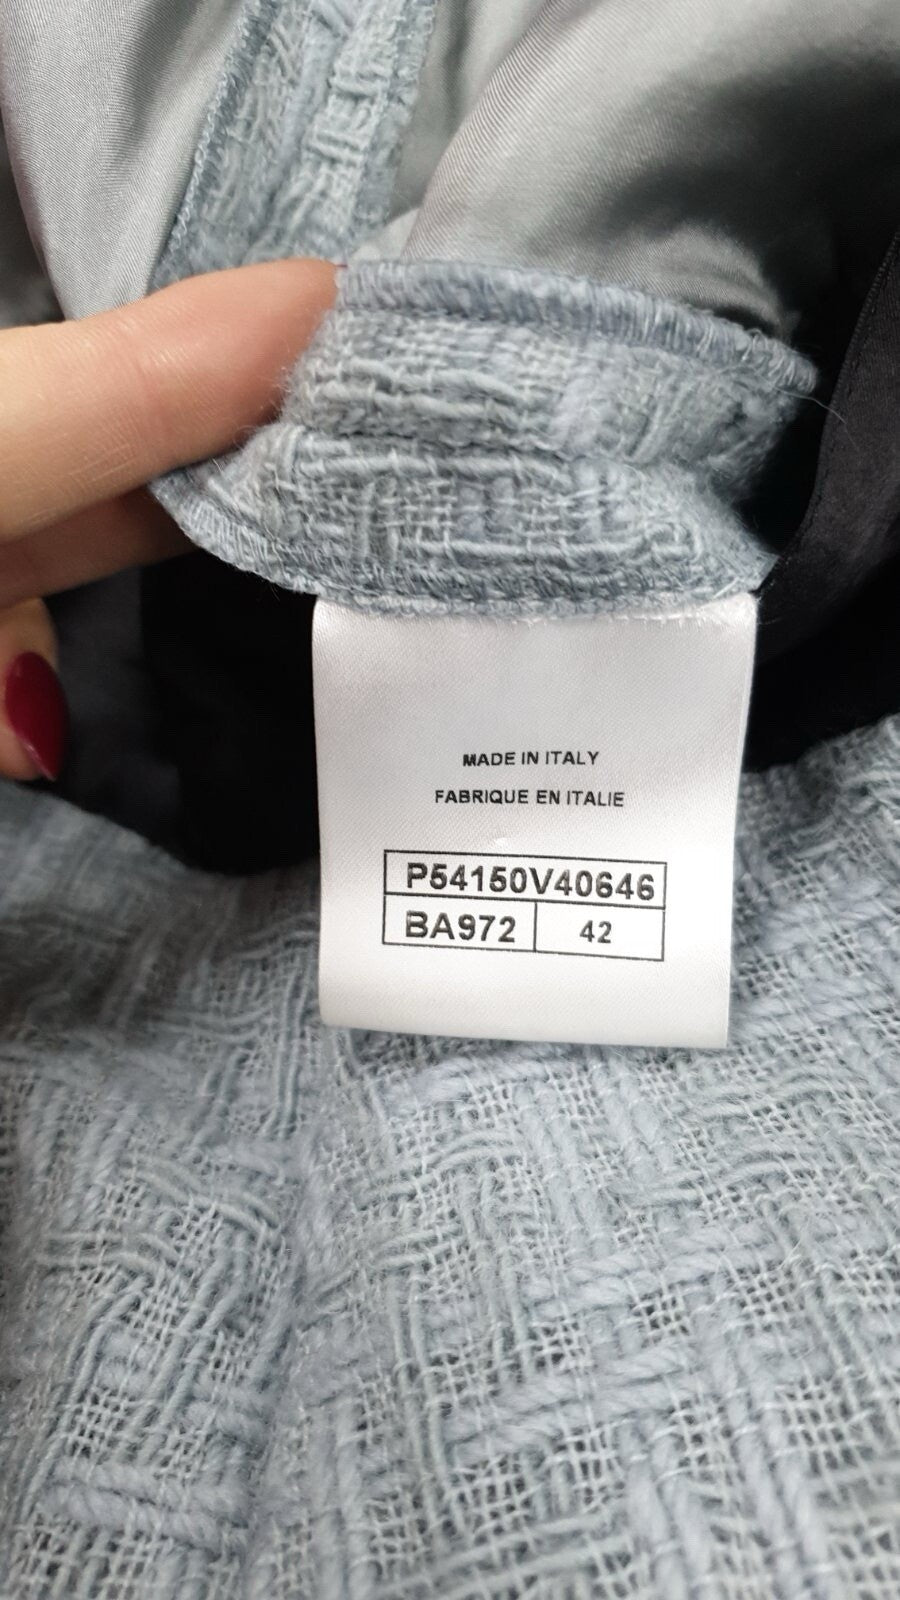 MADE IN ITALY
FABRIQUE EN ITALIE
P54150V40646
BA972 42